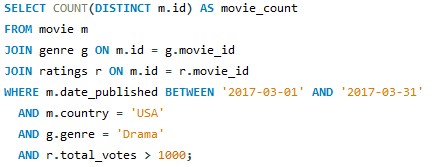 SELECT COUNT(DISTINCT m.id) AS movie_count
FROM movie m
JOIN genre g ON m.id = g.movie_id
JOIN ratings r ON m.id = r.movie_id
WHERE m.date_published BETWEEN '2017-03-01' AND '2017-03-31'
  AND m.country = 'USA'
  AND g.genre = 'Drama'
  AND r.total_votes > 1000;